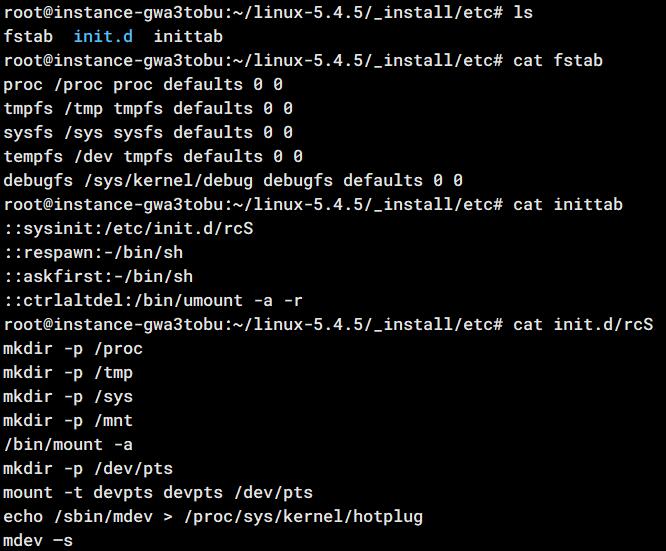 root@instance-gwa3tobu:~/linux-5.4.5/_install/etc# ls
fstab  init.d  inittab
root@instance-gwa3tobu:~/linux-5.4.5/_install/etc# cat fstab
proc /proc proc defaults 0 0
tmpfs /tmp tmpfs defaults 0 0
sysfs /sys sysfs defaults 0 0
tempfs /dev tmpfs defaults 0 0
debugfs /sys/kernel/debug debugfs defaults 0 0
root@instance-gwa3tobu:~/linux-5.4.5/_install/etc# cat inittab
::sysinit:/etc/init.d/rcS
::respawn:-/bin/sh
::askfirst:-/bin/sh
::ctrlaltdel:/bin/umount -a -r
root@instance-gwa3tobu:~/linux-5.4.5/_install/etc# cat init.d/rcS
mkdir -p /proc
mkdir -p /tmp
mkdir -p /sys
mkdir -p /mnt
/bin/mount -a
mkdir -p /dev/pts
mount -t devpts devpts /dev/pts
echo /sbin/mdev > /proc/sys/kernel/hotplug
mdev –s